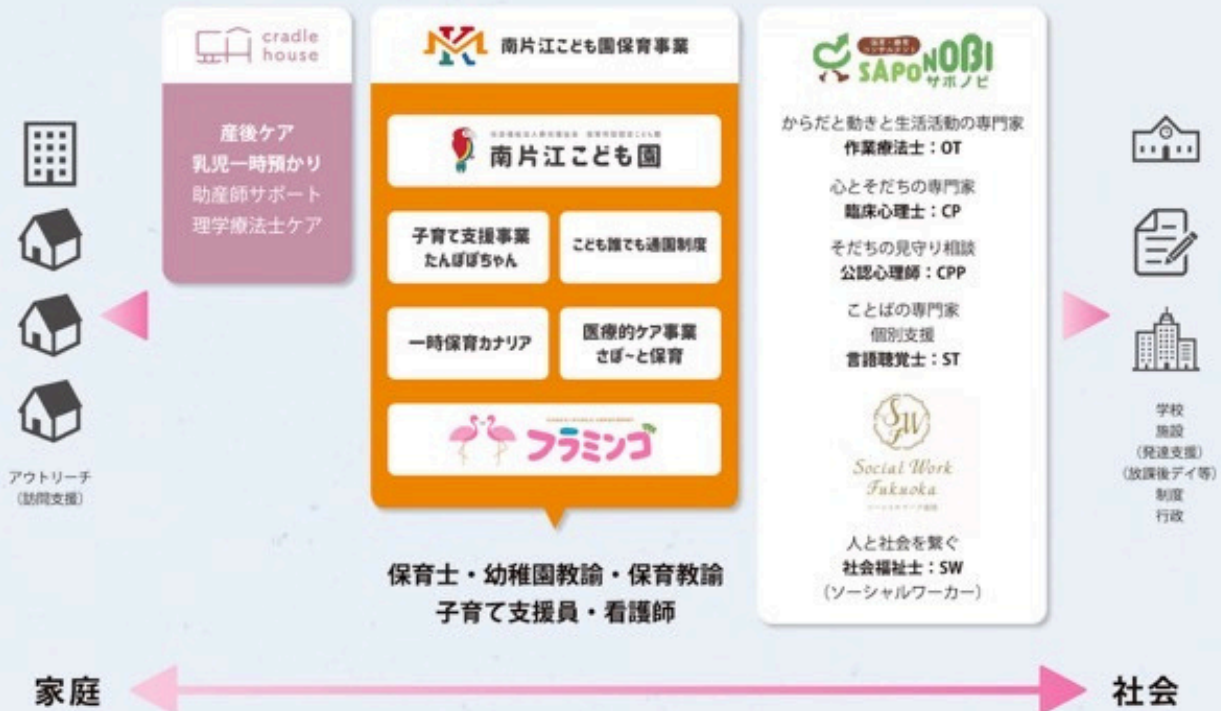 cradle
house
産後ケア
乳児一時預かり
助産師サポート
理学療法士ケア
アウトリーチ
(訪問支援)
南片江こども園保育事業
南片江こども園
子育て支援事業
たんぽぽちゃん
こども誰でも通園制度
一時保育カナリア
医療的ケア事業
さぽ~と保育
フラミンゴ
保育士・幼稚園教諭・保育教諭
子育て支援員・看護師
SAPONOBI
サポノビ
からだと動きと生活活動の専門家
作業療法士：OT
心とそだちの専門家
臨床心理士：CP
そだちの見守り相談
公認心理師：CPP
ことばの専門家
個別支援
言語聴覚士：ST
SWF
Social Work
Fukuoka
人と社会を繋ぐ
社会福祉士：SW
(ソーシャルワーカー)
学校
施設
(発達支援)
(放課後デイ等)
制度
行政
家庭
社会